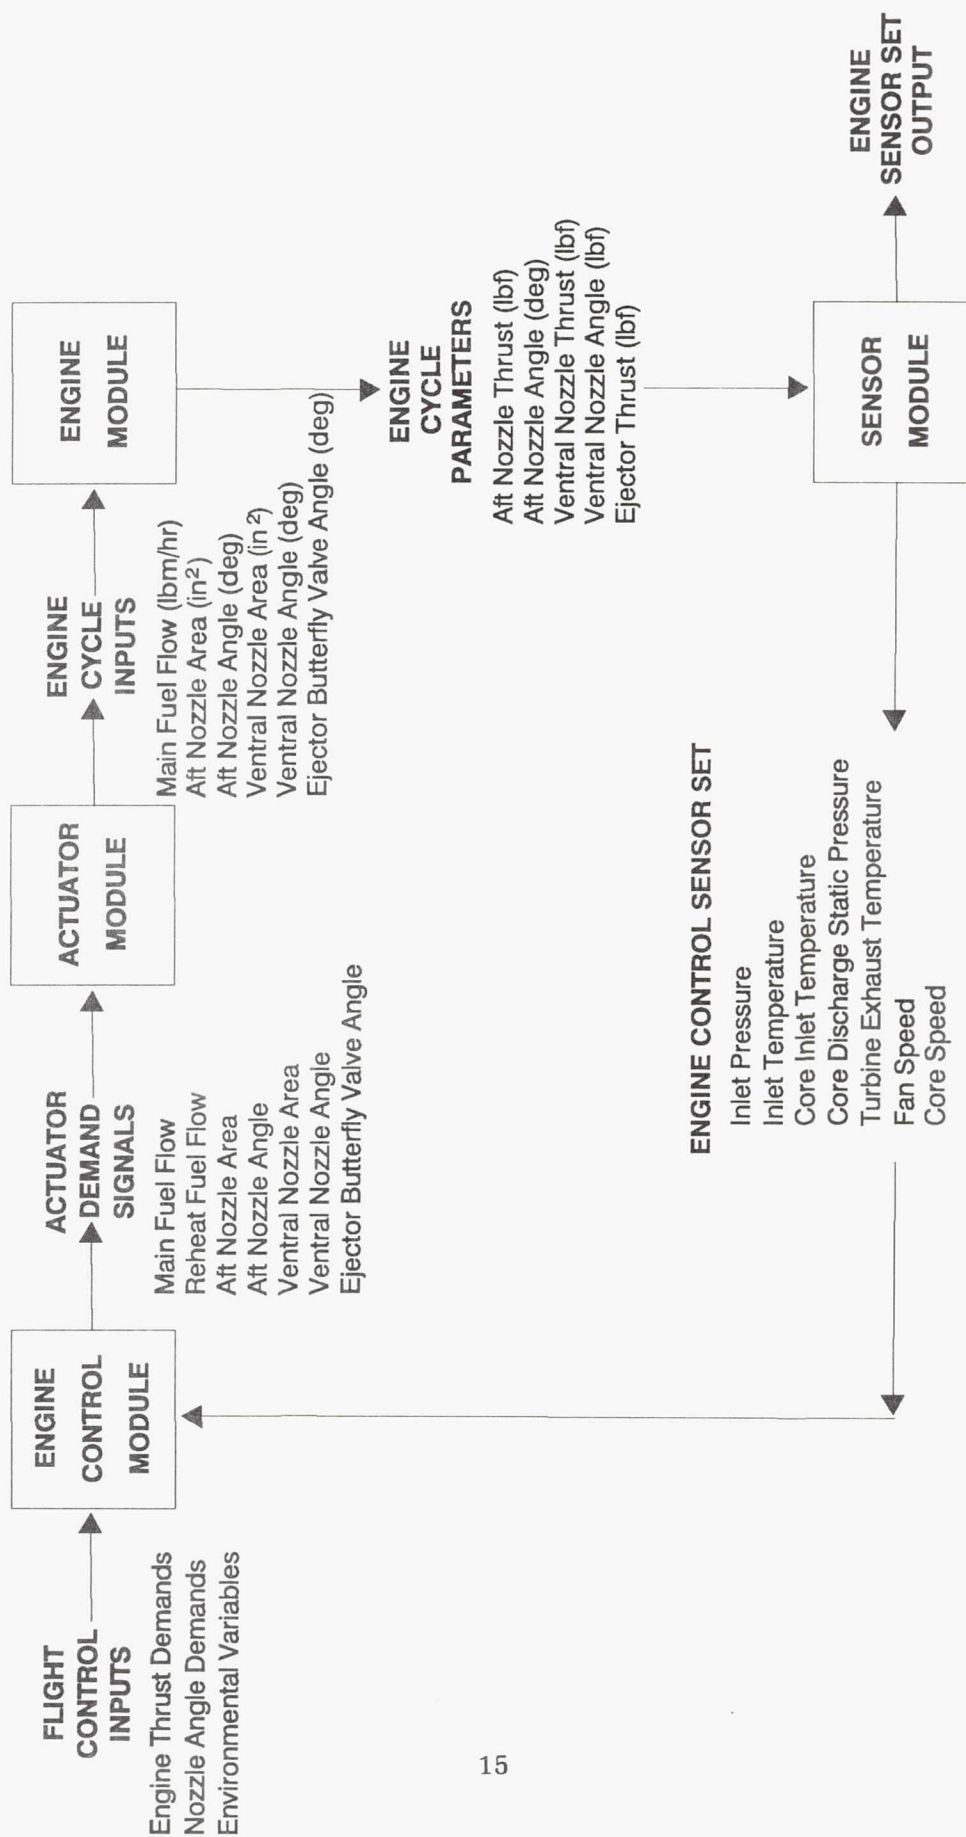 FLIGHT
CONTROL
INPUTS
Engine Thrust Demands
Nozzle Angle Demands
Environmental Variables
ENGINE
CONTROL
MODULE
ACTUATOR
DEMAND
SIGNALS
Main Fuel Flow
Reheat Fuel Flow
Aft Nozzle Area
Aft Nozzle Angle
Ventral Nozzle Area
Ventral Nozzle Angle
Ejector Butterfly Valve Angle
ACTUATOR
MODULE
ENGINE
CYCLE
INPUTS
Main Fuel Flow (lbm/hr)
Aft Nozzle Area (in²)
Aft Nozzle Angle (deg)
Ventral Nozzle Area (in²)
Ventral Nozzle Angle (deg)
Ejector Butterfly Valve Angle (deg)
ENGINE
MODULE
ENGINE
CYCLE
PARAMETERS
Aft Nozzle Thrust (lbf)
Aft Nozzle Angle (deg)
Ventral Nozzle Thrust (lbf)
Ventral Nozzle Angle (lbf)
Ejector Thrust (lbf)
SENSOR
MODULE
ENGINE
SENSOR SET
OUTPUT
ENGINE CONTROL SENSOR SET
Inlet Pressure
Inlet Temperature
Core Inlet Temperature
Core Discharge Static Pressure
Turbine Exhaust Temperature
Fan Speed
Core Speed
15